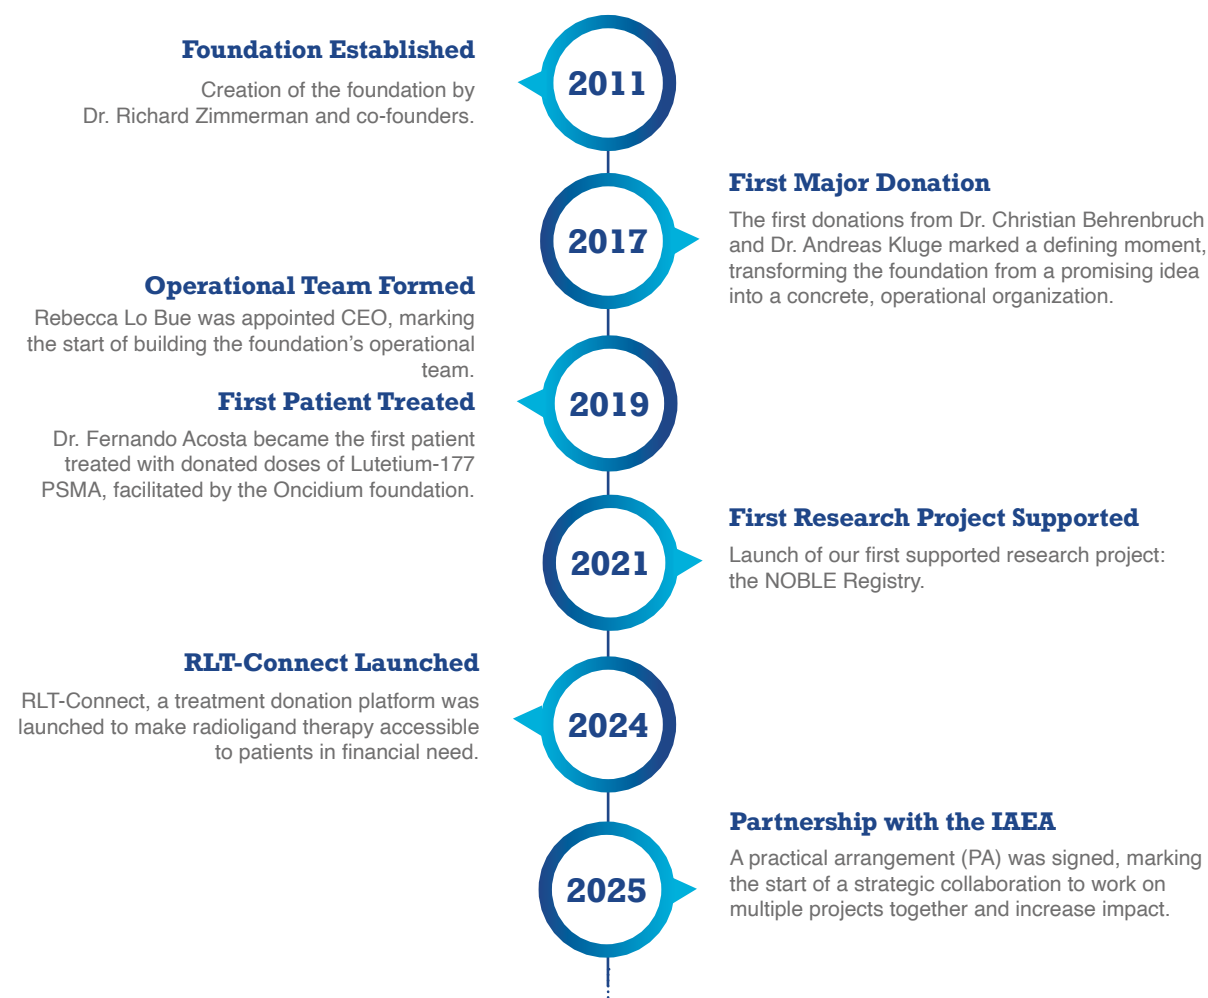 Foundation Established
Creation of the foundation by
Dr. Richard Zimmerman and co-founders.
2011
First Major Donation
The first donations from Dr. Christian Behrenbruch
and Dr. Andreas Kluge marked a defining moment,
transforming the foundation from a promising idea
into a concrete, operational organization.
2017
Operational Team Formed
Rebecca Lo Bue was appointed CEO, marking
the start of building the foundation's operational
team.
First Patient Treated
Dr. Fernando Acosta became the first patient
treated with donated doses of Lutetium-177
PSMA, facilitated by the Oncidium foundation.
2019
First Research Project Supported
Launch of our first supported research project:
the NOBLE Registry.
2021
RLT-Connect Launched
RLT-Connect, a treatment donation platform was
launched to make radioligand therapy accessible
to patients in financial need.
2024
Partnership with the IAEA
A practical arrangement (PA) was signed, marking
the start of a strategic collaboration to work on
multiple projects together and increase impact.
2025